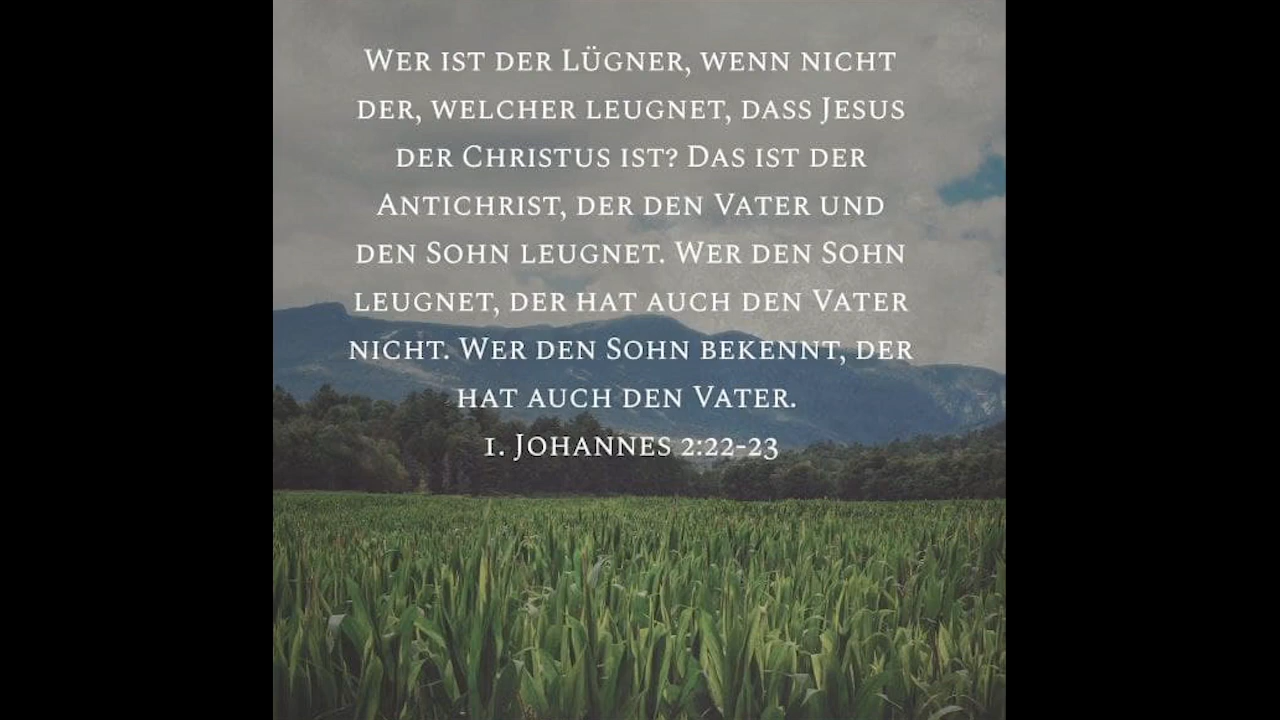 Wer ist der Lügner, wenn nicht
der, welcher leugnet, dass Jesus
der Christus ist? Das ist der
Antichrist, der den Vater und
den Sohn leugnet. Wer den Sohn
leugnet, der hat auch den Vater
nicht. Wer den Sohn bekennt, der
hat auch den Vater.
1. Johannes 2:22-23